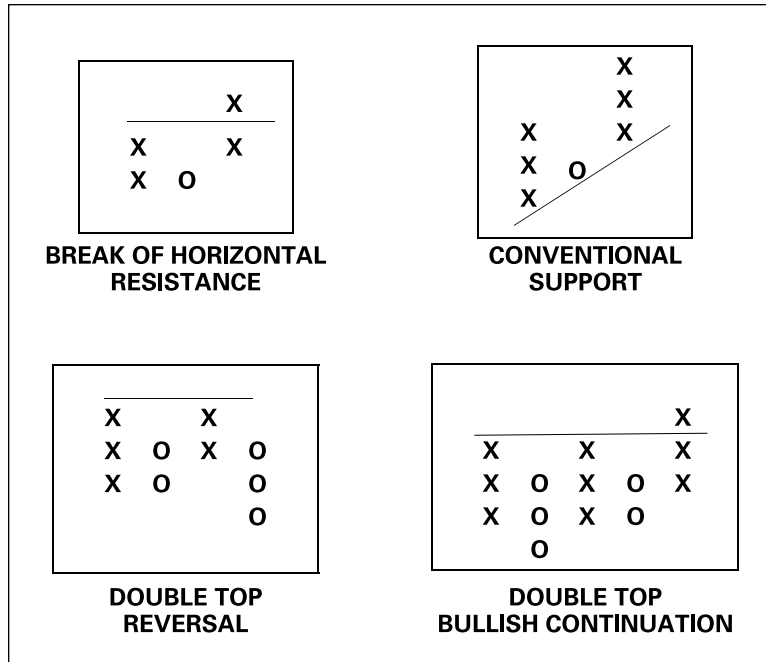 X
X X
X O
BREAK OF HORIZONTAL
RESISTANCE
X
X
X X
X O
X
CONVENTIONAL
SUPPORT
X X
X O X O
X O O
O
DOUBLE TOP
REVERSAL
X
X X X
X O X O X
X O X O
O
DOUBLE TOP
BULLISH CONTINUATION